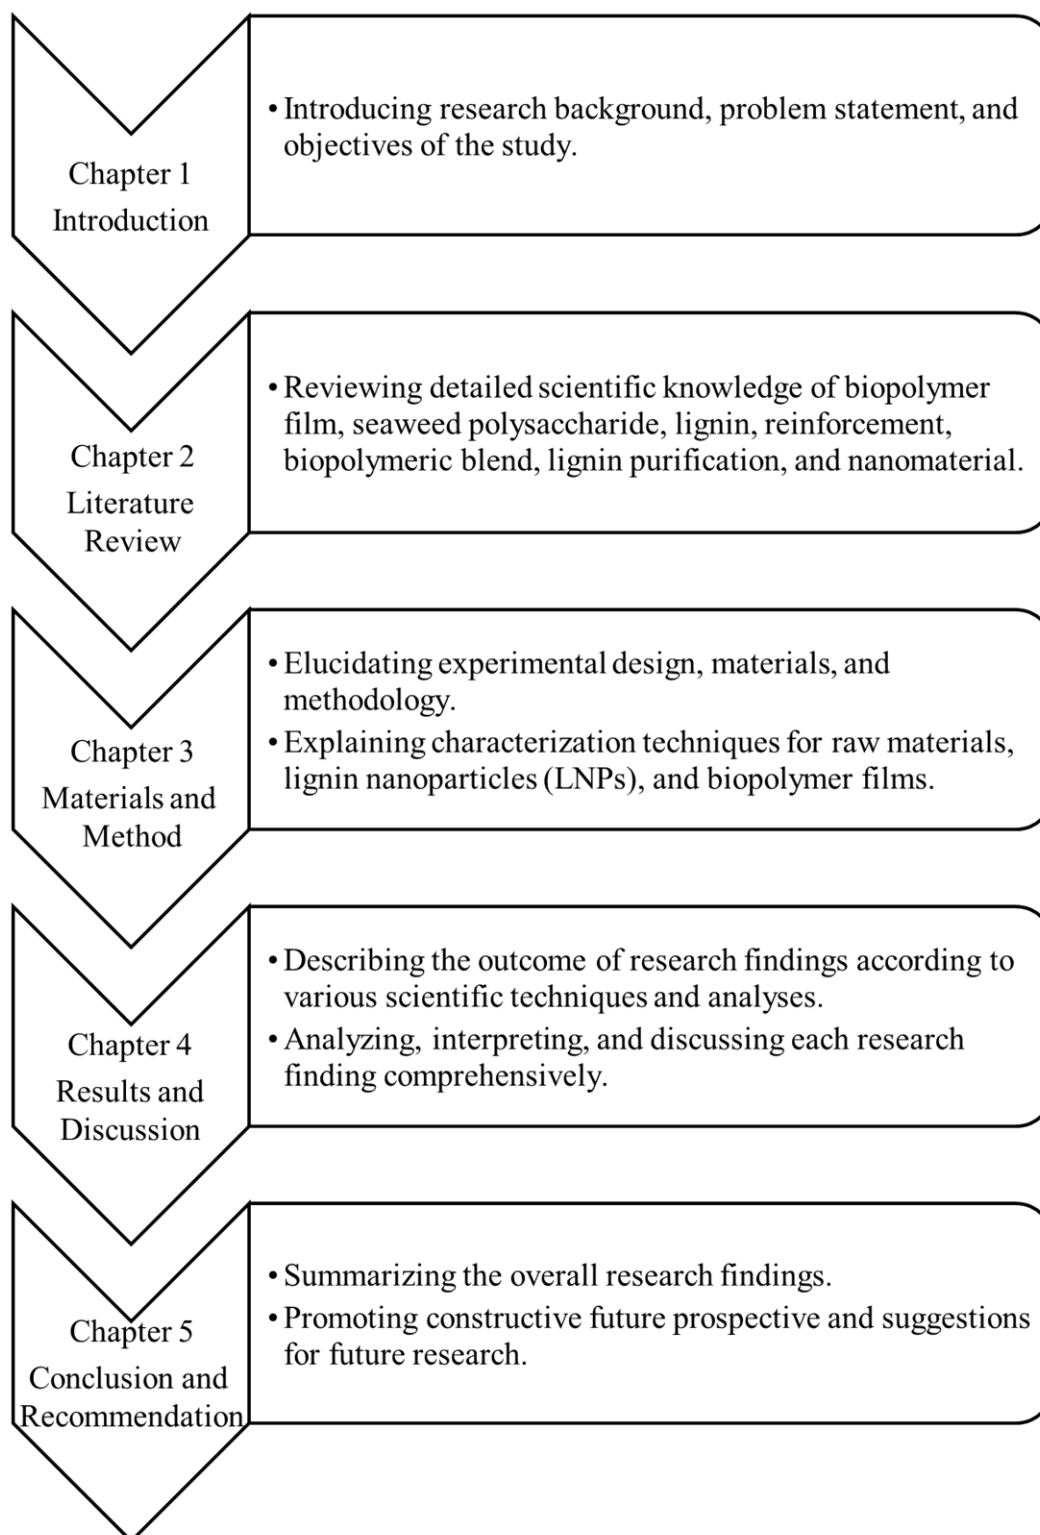 Chapter 1
Introduction
• Introducing research background, problem statement, and
objectives of the study.
Chapter 2
Literature
Review
• Reviewing detailed scientific knowledge of biopolymer
film, seaweed polysaccharide, lignin, reinforcement,
biopolymeric blend, lignin purification, and nanomaterial.
Chapter 3
Materials and
Method
• Elucidating experimental design, materials, and
methodology.
• Explaining characterization techniques for raw materials,
lignin nanoparticles (LNPs), and biopolymer films.
Chapter 4
Results and
Discussion
• Describing the outcome of research findings according to
various scientific techniques and analyses.
• Analyzing, interpreting, and discussing each research
finding comprehensively.
Chapter 5
Conclusion and
Recommendation
• Summarizing the overall research findings.
• Promoting constructive future prospective and suggestions
for future research.